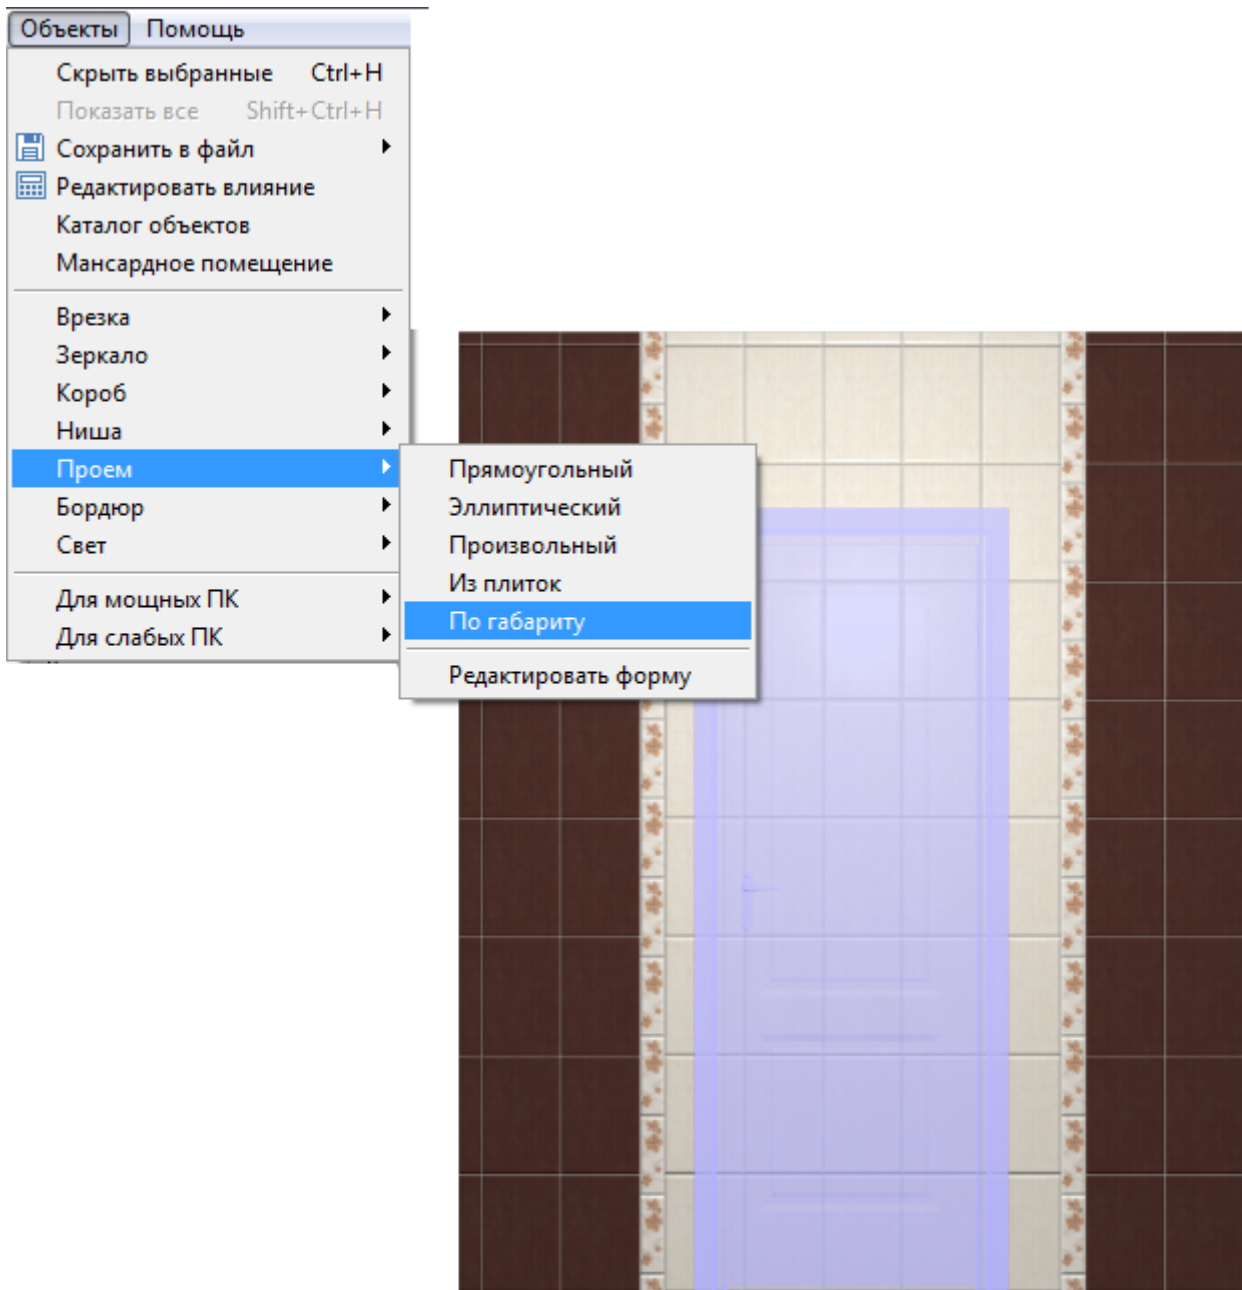 Объекты Помощь
Скрыть выбранные Ctrl+H
Показать все Shift+Ctrl+H
Сохранить в файл
Редактировать влияние
Каталог объектов
Мансардное помещение
Врезка
Зеркало
Короб
Ниша
Проем
Бордюр
Свет
Для мощных ПК
Для слабых ПК
Прямоугольный
Эллиптический
Произвольный
Из плиток
По габариту
Редактировать форму